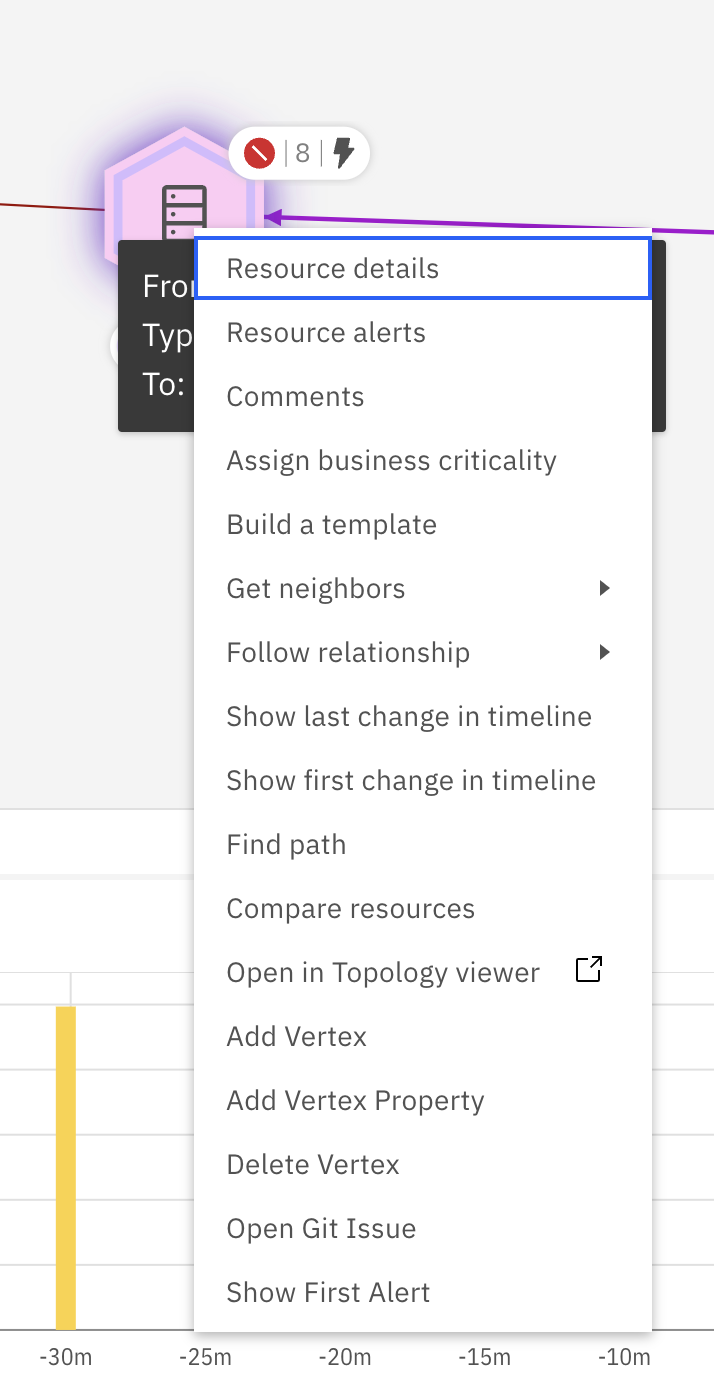 8
To:
Resource details
Resource alerts
Comments
Assign business criticality
Build a template
Get neighbors
Follow relationship
Show last change in timeline
Show first change in timeline
Find path
Compare resources
Open in Topology viewer
Add Vertex
Add Vertex Property
Delete Vertex
Open Git Issue
Show First Alert
-30m -25m -20m -15m -10m